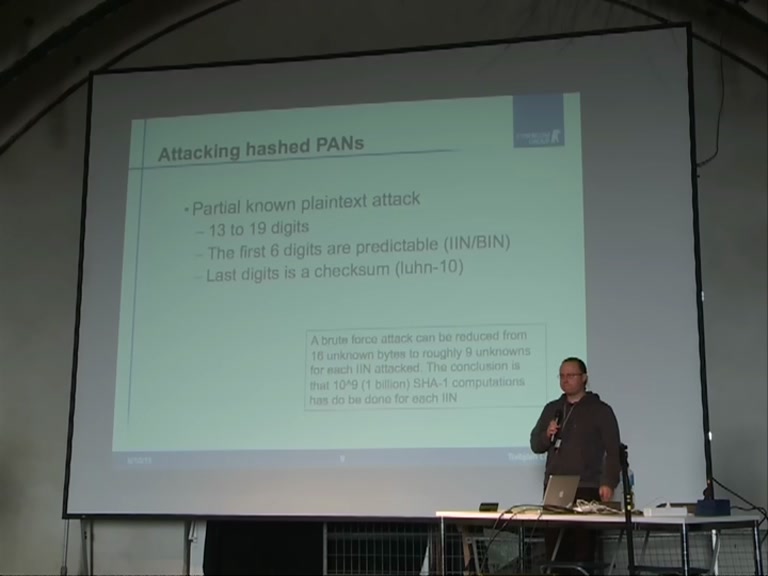 Attacking hashed PANs
• Partial known plaintext attack
– 13 to 19 digits
– The first 6 digits are predictable (IIN/BIN)
– Last digits is a checksum (luhn-10)
A brute force attack can be reduced from
16 unknown bytes to roughly 9 unknowns
for each IIN attacked. The conclusion is
that 10^9 (1 billion) SHA-1 computations
has do be done for each IIN